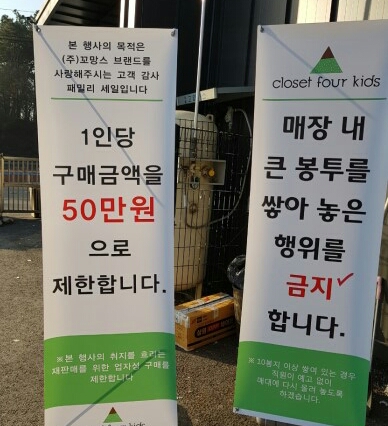 본 행사의 목적은
(주)꼬망스 브랜드를
사랑해주시는 고객 감사
패밀리 세일입니다
1인당
구매금액을
50만원
으로
제한합니다.
※본 행사의 취지를 흐리는
재판매를 위한 업자성 구매를
제한합니다
closet four kids
closet four kids
매장 내
큰 봉투를
쌓아 놓은
행위를
금지✓
합니다.
※ 10봉지 이상 쌓여 있는 경우
직원이 예고 없이
매대에 다시 올려 놓도록
하겠습니다.